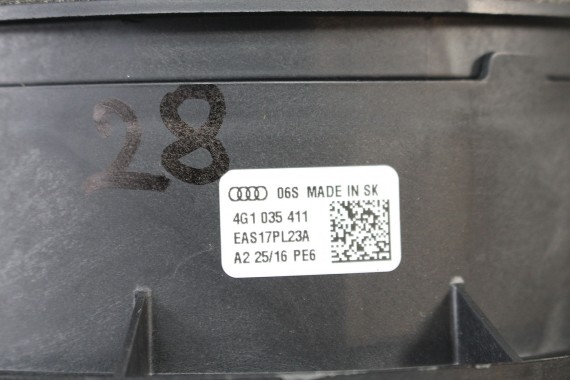 28
06S MADE IN SK
4G1 035 411
EAS17PL23A
A2 25/16 PE6